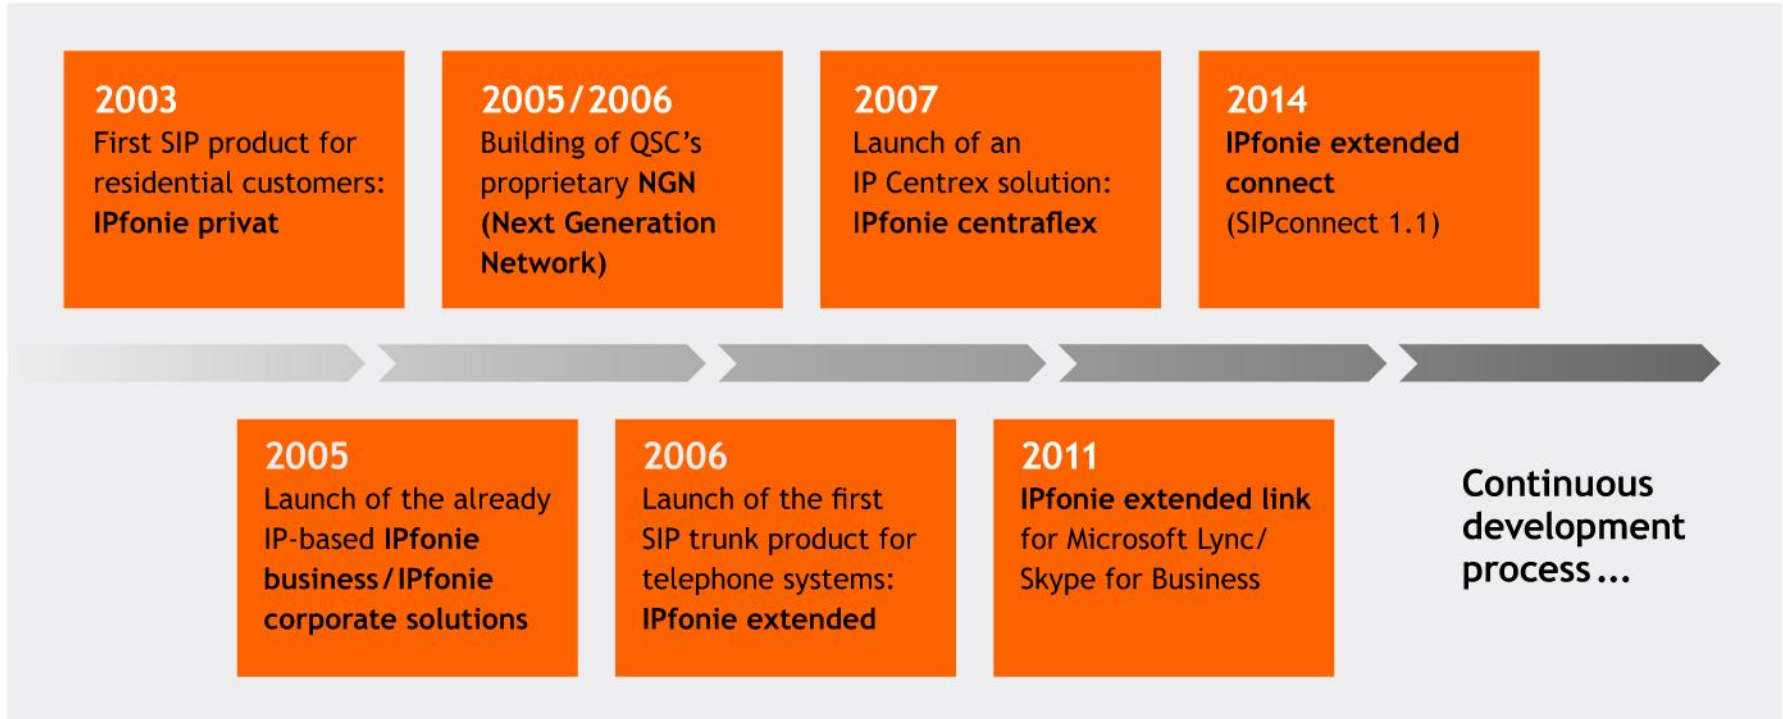 2003
First SIP product for
residential customers:
IPfonie privat
2005/2006
Building of QSC’s
proprietary NGN
(Next Generation
Network)
2007
Launch of an
IP Centrex solution:
IPfonie centraflex
2014
IPfonie extended
connect
(SIPconnect 1.1)
2005
Launch of the already
IP-based IPfonie
business/IPfonie
corporate solutions
2006
Launch of the first
SIP trunk product for
telephone systems:
IPfonie extended
2011
IPfonie extended link
for Microsoft Lync/
Skype for Business
Continuous
development
process...